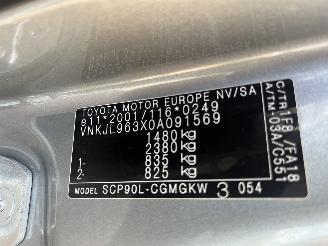 TOYOTA MOTOR EUROPE NV/SA
e11*2001/116*0249
VNKJL963X0A091569
1480 kg
2380 kg
1- 835 kg
2- 825 kg
MODEL SCP90L-CGMGKW 3 054
C/TR 1F8 /FA18
A/TM .03A/C551